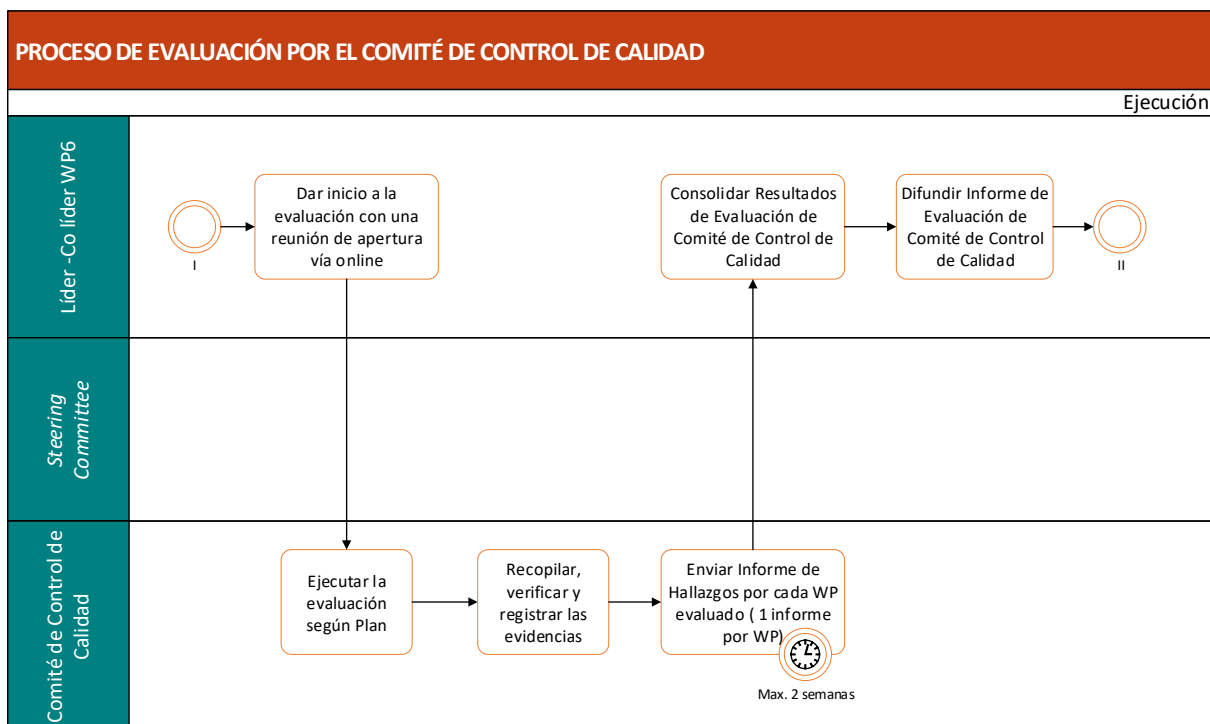 PROCESO DE EVALUACIÓN POR EL COMITÉ DE CONTROL DE CALIDAD
Ejecución
Líder -Co líder WP6
I
Dar inicio a la
evaluación con una
reunión de apertura
vía online
Consolidar Resultados
de Evaluación de
Comité de Control de
Calidad
Difundir Informe de
Evaluación de
Comité de Control
de Calidad
II
Steering
Committee
Comité de Control de
Calidad
Ejecutar la
evaluación
según Plan
Recopilar,
verificar y
registrar las
evidencias
Enviar Informe de
Hallazgos por cada WP
evaluado ( 1 informe
por WP)
Max. 2 semanas